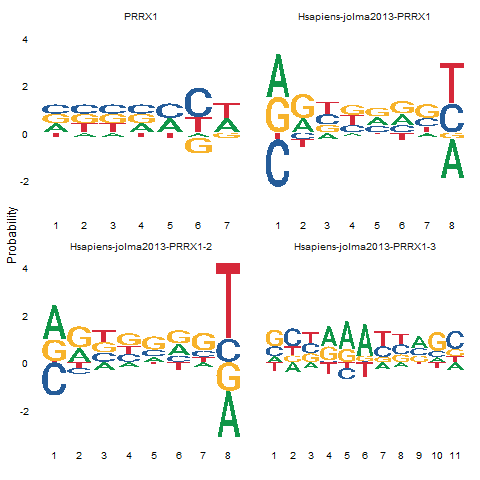 PRRX1
Hsapiens-jolma2013-PRRX1
4
2
0
-2
1 2 3 4 5 6 7
1 2 3 4 5 6 7 8
Probability
Hsapiens-jolma2013-PRRX1-2
Hsapiens-jolma2013-PRRX1-3
4
2
0
-2
1 2 3 4 5 6 7 8
1 2 3 4 5 6 7 8 9 10 11